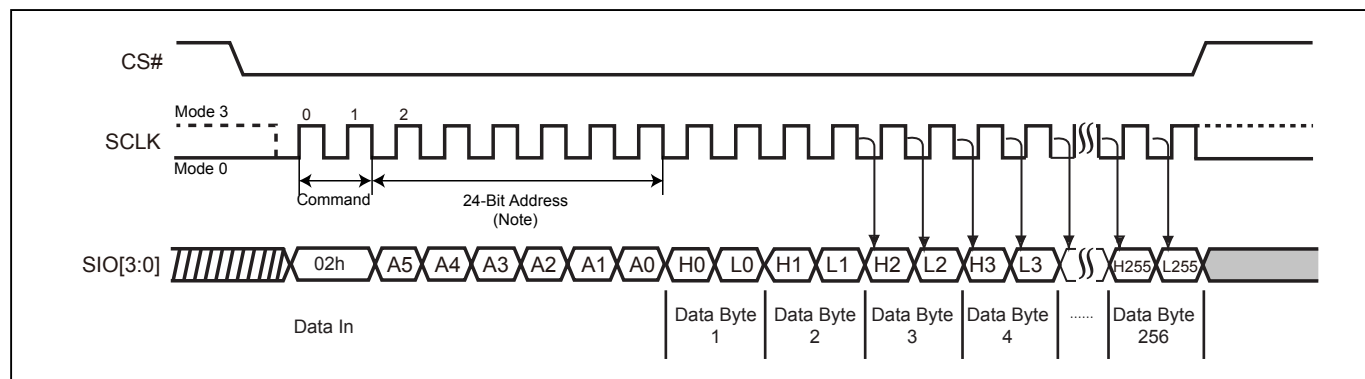 CS#
Mode 3
0 1 2
SCLK
Mode 0
Command
24-Bit Address
(Note)
SIO[3:0] 02h A5 A4 A3 A2 A1 A0 H0 L0 H1 L1 H2 L2 H3 L3 H255 L255
Data In
Data Byte 1
Data Byte 2
Data Byte 3
Data Byte 4
......
Data Byte 256